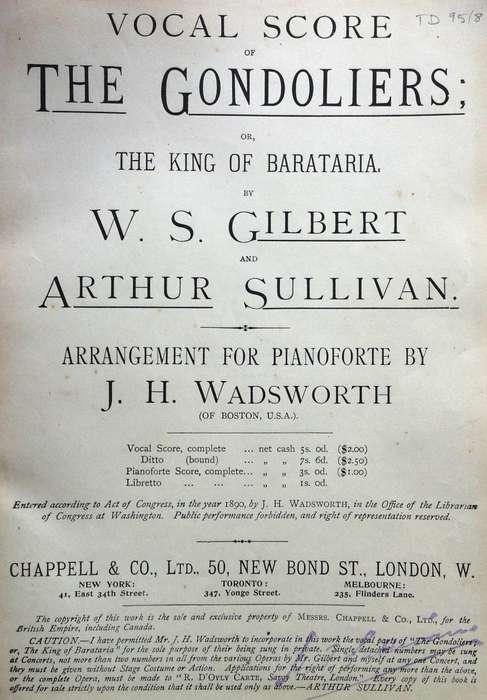 TD 95/8
VOCAL SCORE
OF
THE GONDOLIERS;
OR,
THE KING OF BARATARIA.
BY
W. S. GILBERT
AND
ARTHUR SULLIVAN.
ARRANGEMENT FOR PIANOFORTE BY
J. H. WADSWORTH
(OF BOSTON, U.S.A.).
Vocal Score, complete ... net cash 5s. 0d. ($2.00)
Ditto (bound) ... „ „ 7s. 6d. ($2.50)
Pianoforte Score, complete... „ „ 3s. 0d. ($1.00)
Libretto ... ... ... „ „ 1s. 0d.
Entered according to Act of Congress, in the year 1890, by J. H. WADSWORTH, in the Office of the Librarian
of Congress at Washington. Public performance forbidden, and right of representation reserved.
CHAPPELL & CO., LTD., 50, NEW BOND ST., LONDON, W.
NEW YORK: TORONTO: MELBOURNE:
41, East 34th Street. 347, Yonge Street. 235, Flinders Lane.
The copyright of this work is the sole and exclusive property of MESSRS. CHAPPELL & CO., LTD., for the
British Empire, including Canada.
CAUTION.—I have permitted Mr. J. H. Wadsworth to incorporate in this work the vocal parts of "The Gondoliers
or, The King of Barataria" for the sole purpose of their being sung in private. Single detached numbers may be sung
at Concerts, not more than two numbers in all from the various Operas by Mr. Gilbert and myself at any one Concert, and
they must be given without Stage Costume or Action. Applications for the right of performing any more than the above,
or the complete Opera, must be made to "R. D'OYLY CARTE, Savoy Theatre, London." Every copy of this book is
offered for sale strictly upon the condition that it shall be used only as above.—ARTHUR SULLIVAN.